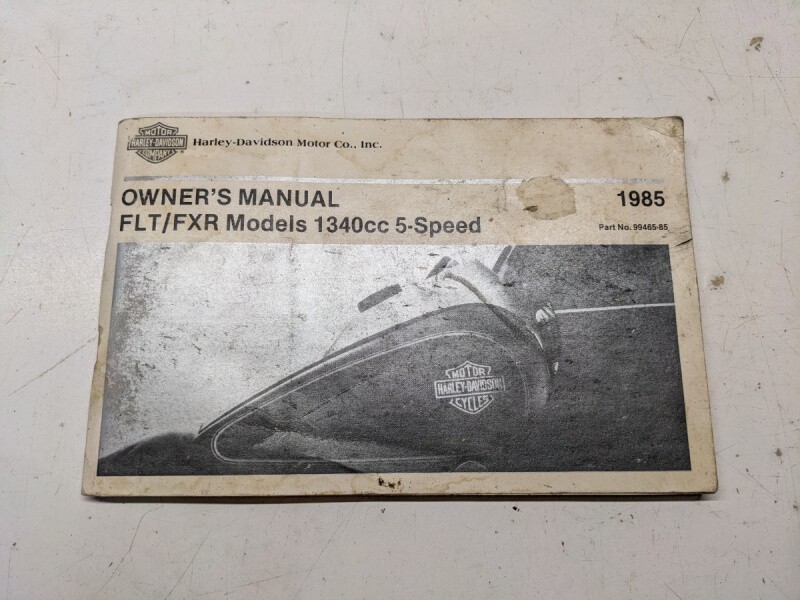 MOTOR
HARLEY-DAVIDSON
COMPANY
Harley-Davidson Motor Co., Inc.
OWNER'S MANUAL
1985
FLT/FXR Models 1340cc 5-Speed
Part No. 99465-85
MOTOR
HARLEY-DAVIDSON
CYCLES